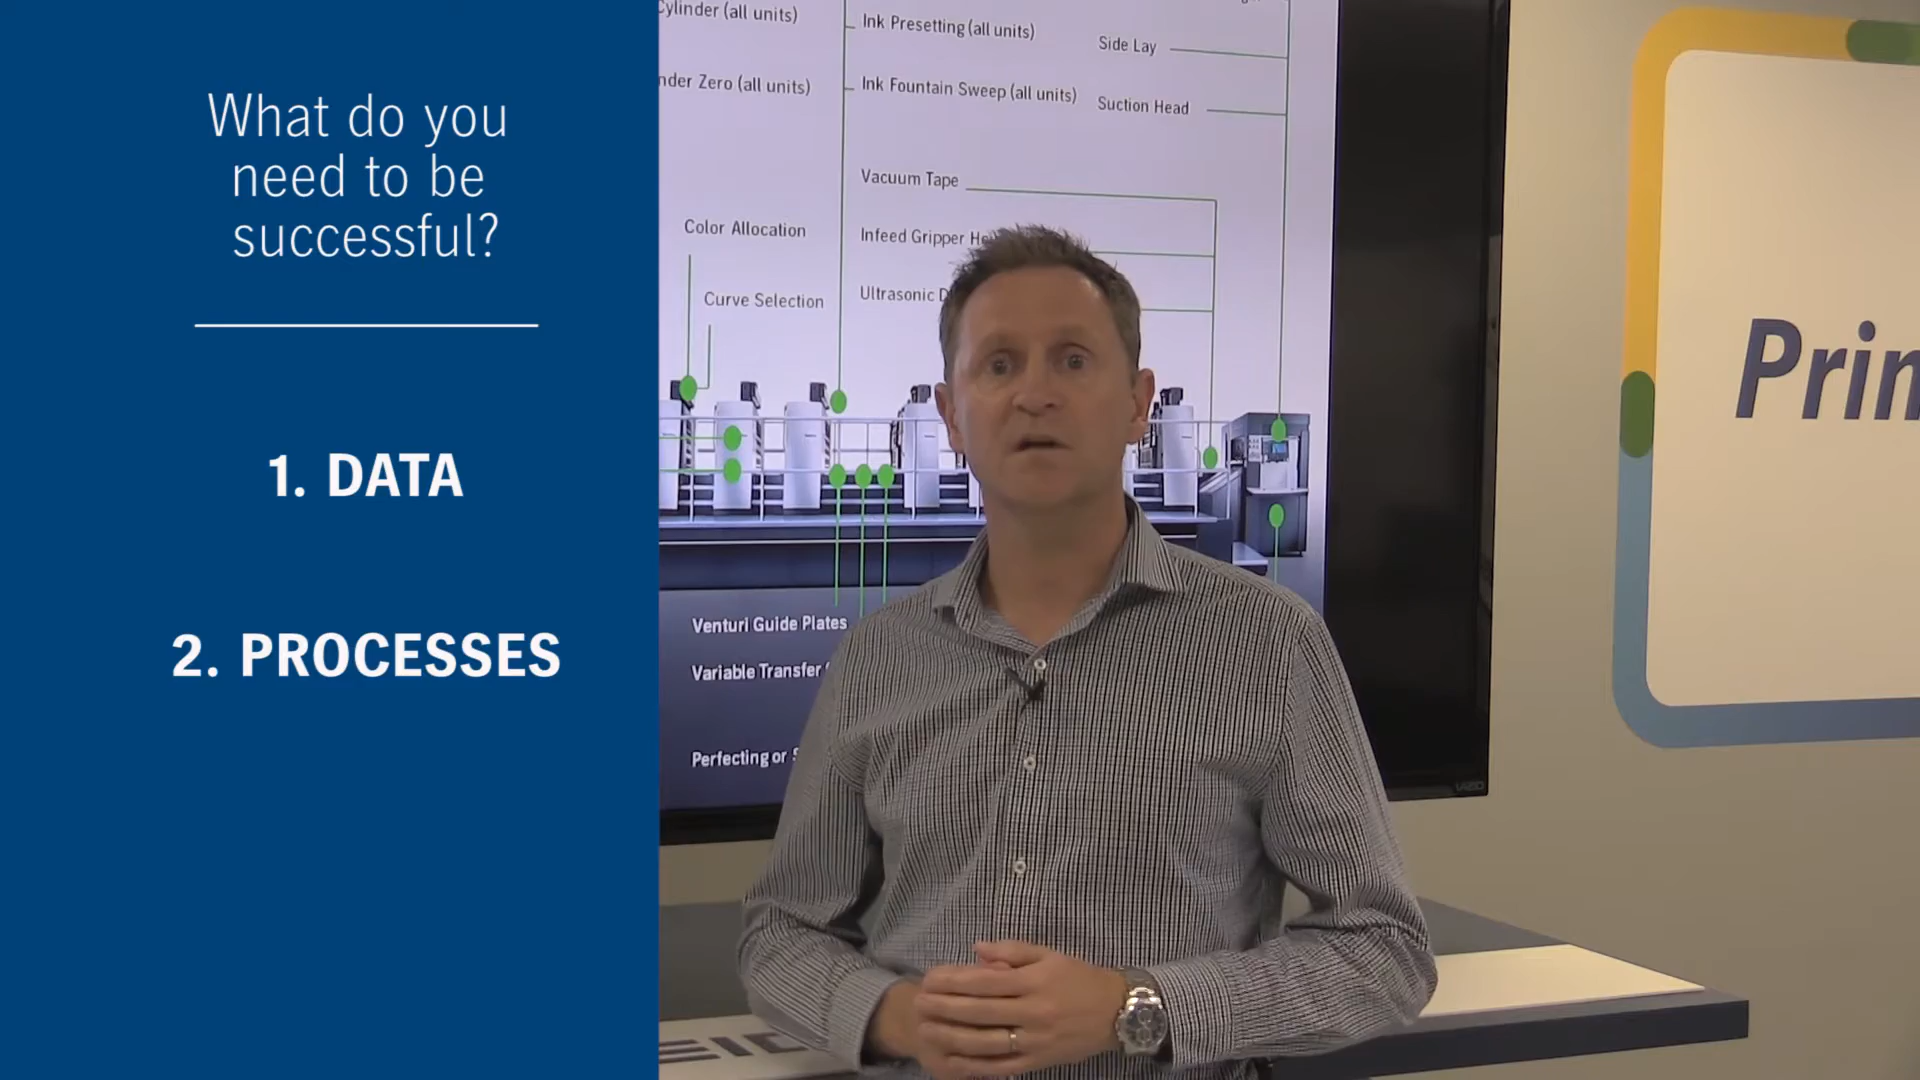 What do you
need to be
successful?
1. DATA
2. PROCESSES
Cylinder (all units)
Zero (all units)
Ink Presetting (all units)
Ink Fountain Sweep (all units)
Side Lay
Suction Head
Vacuum Tape
Color Allocation
Infeed Gripper
Curve Selection
Ultrasonic
Venturi Guide Plates
Variable Transfer
Perfecting or
VIZIO